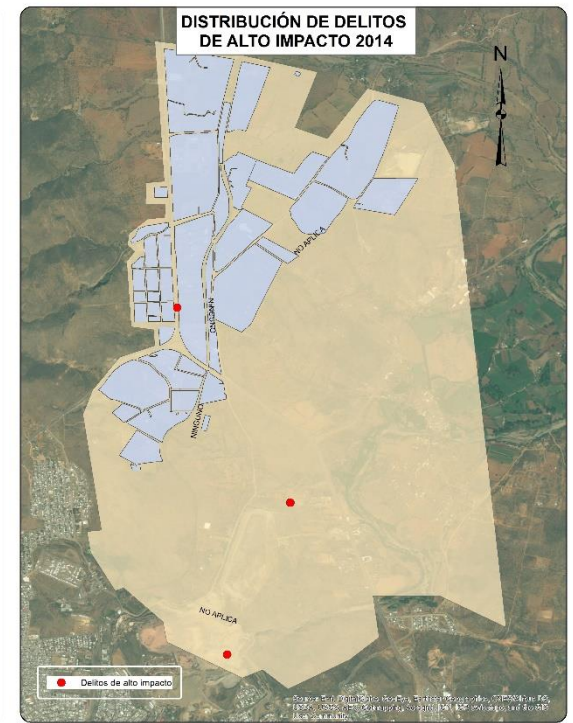 DISTRIBUCIÓN DE DELITOS
DE ALTO IMPACTO 2014
N
NO APLICA
NINGUNO
NINGUNO
NO APLICA
Delitos de alto impacto